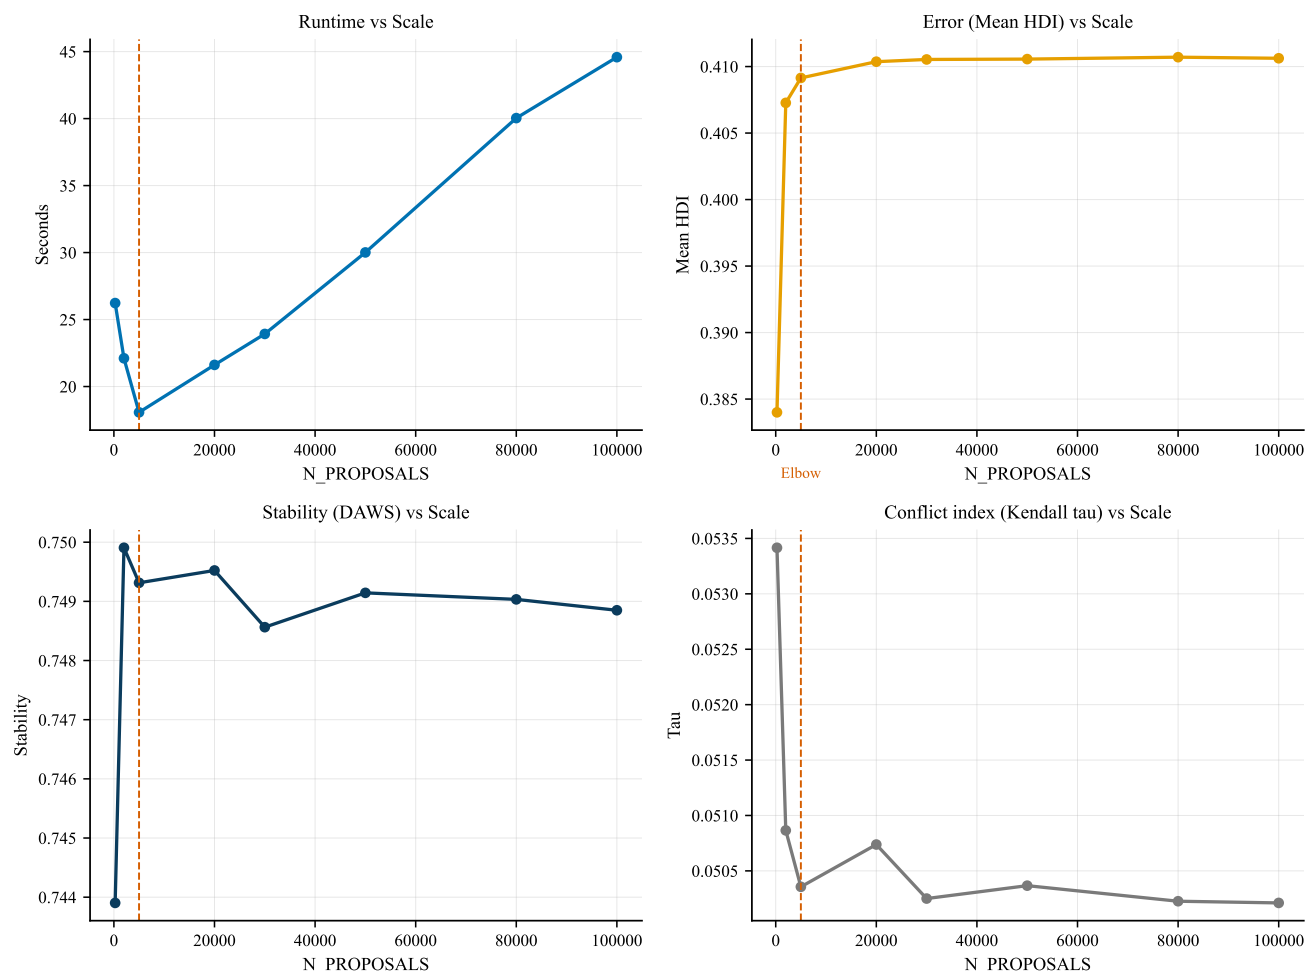 Runtime vs Scale
45
40
35
30
25
20
Seconds
0 20000 40000 60000 80000 100000
N_PROPOSALS
Error (Mean HDI) vs Scale
0.410
0.405
0.400
0.395
0.390
0.385
Mean HDI
0 20000 40000 60000 80000 100000
Elbow
N_PROPOSALS
Stability (DAWS) vs Scale
0.750
0.749
0.748
0.747
0.746
0.745
0.744
Stability
0 20000 40000 60000 80000 100000
N_PROPOSALS
Conflict index (Kendall tau) vs Scale
0.0535
0.0530
0.0525
0.0520
0.0515
0.0510
0.0505
Tau
0 20000 40000 60000 80000 100000
N_PROPOSALS